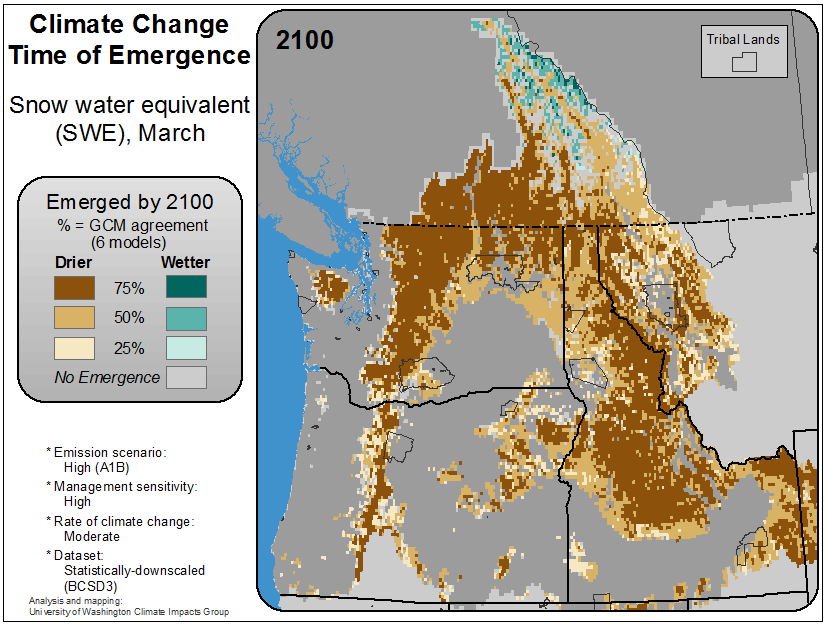 Climate Change
Time of Emergence
Snow water equivalent
(SWE), March
Emerged by 2100
% = GCM agreement
(6 models)
Drier Wetter
75%
50%
25%
No Emergence
* Emission scenario:
High (A1B)
* Management sensitivity:
High
* Rate of climate change:
Moderate
* Dataset:
Statistically-downscaled
(BCSD3)
Analysis and mapping:
University of Washington Climate Impacts Group
2100
Tribal Lands